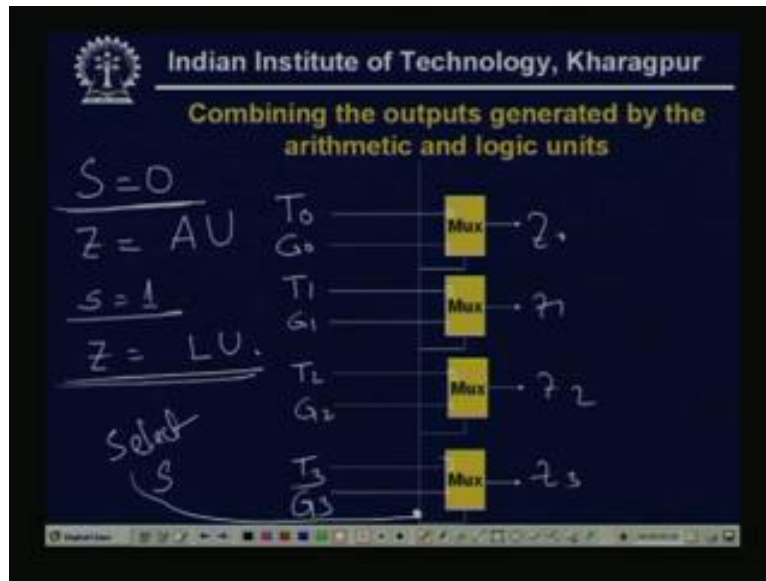 Indian Institute of Technology, Kharagpur
Combining the outputs generated by the
arithmetic and logic units
S=0
Z = AU
s=1
Z = LU.
Select
S
T0
G0
Mux
Z0
T1
G1
Mux
Z1
T2
G2
Mux
Z2
T3
G3
Mux
Z3